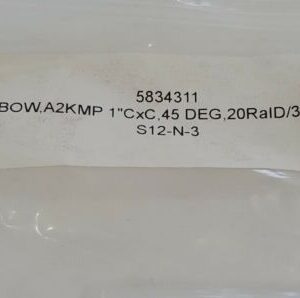 5834311
BOW,A2KMP 1"CxC,45 DEG,20RaID/3
S12-N-3